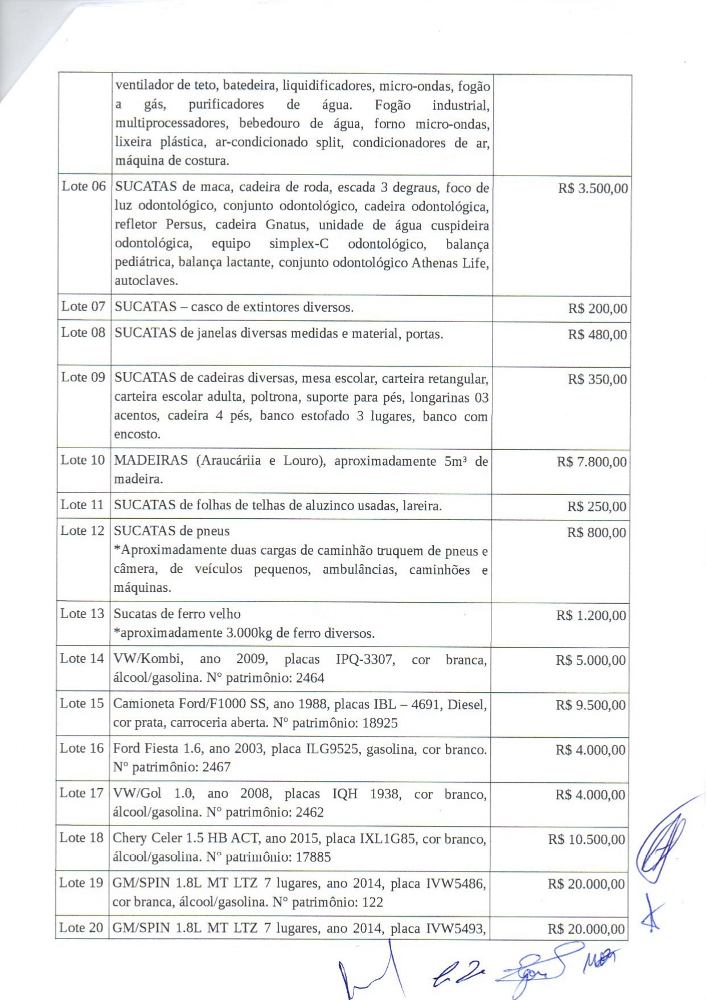 ventilador de teto, batedeira, liquidificadores, micro-ondas, fogão
a gás, purificadores de água. Fogão industrial,
multiprocessadores, bebedouro de água, forno micro-ondas,
lixeira plástica, ar-condicionado split, condicionadores de ar,
máquina de costura.
Lote 06 SUCATAS de maca, cadeira de roda, escada 3 degraus, foco de R$ 3.500,00
luz odontológico, conjunto odontológico, cadeira odontológica,
refletor Persus, cadeira Gnatus, unidade de água cuspideira
odontológica, equipo simplex-C odontológico, balança
pediátrica, balança lactante, conjunto odontológico Athenas Life,
autoclaves.
Lote 07 SUCATAS – casco de extintores diversos. R$ 200,00
Lote 08 SUCATAS de janelas diversas medidas e material, portas. R$ 480,00
Lote 09 SUCATAS de cadeiras diversas, mesa escolar, carteira retangular, R$ 350,00
carteira escolar adulta, poltrona, suporte para pés, longarinas 03
acentos, cadeira 4 pés, banco estofado 3 lugares, banco com
encosto.
Lote 10 MADEIRAS (Araucáriia e Louro), aproximadamente 5m³ de R$ 7.800,00
madeira.
Lote 11 SUCATAS de folhas de telhas de aluzinco usadas, lareira. R$ 250,00
Lote 12 SUCATAS de pneus R$ 800,00
*Aproximadamente duas cargas de caminhão truquem de pneus e
câmera, de veículos pequenos, ambulâncias, caminhões e
máquinas.
Lote 13 Sucatas de ferro velho R$ 1.200,00
*aproximadamente 3.000kg de ferro diversos.
Lote 14 VW/Kombi, ano 2009, placas IPQ-3307, cor branca, R$ 5.000,00
álcool/gasolina. N° patrimônio: 2464
Lote 15 Camioneta Ford/F1000 SS, ano 1988, placas IBL – 4691, Diesel, R$ 9.500,00
cor prata, carroceria aberta. N° patrimônio: 18925
Lote 16 Ford Fiesta 1.6, ano 2003, placa ILG9525, gasolina, cor branco. R$ 4.000,00
N° patrimônio: 2467
Lote 17 VW/Gol 1.0, ano 2008, placas IQH 1938, cor branco, R$ 4.000,00
álcool/gasolina. N° patrimônio: 2462
Lote 18 Chery Celer 1.5 HB ACT, ano 2015, placa IXL1G85, cor branco, R$ 10.500,00
álcool/gasolina. N° patrimônio: 17885
Lote 19 GM/SPIN 1.8L MT LTZ 7 lugares, ano 2014, placa IVW5486, R$ 20.000,00
cor branca, álcool/gasolina. N° patrimônio: 122
Lote 20 GM/SPIN 1.8L MT LTZ 7 lugares, ano 2014, placa IVW5493, R$ 20.000,00